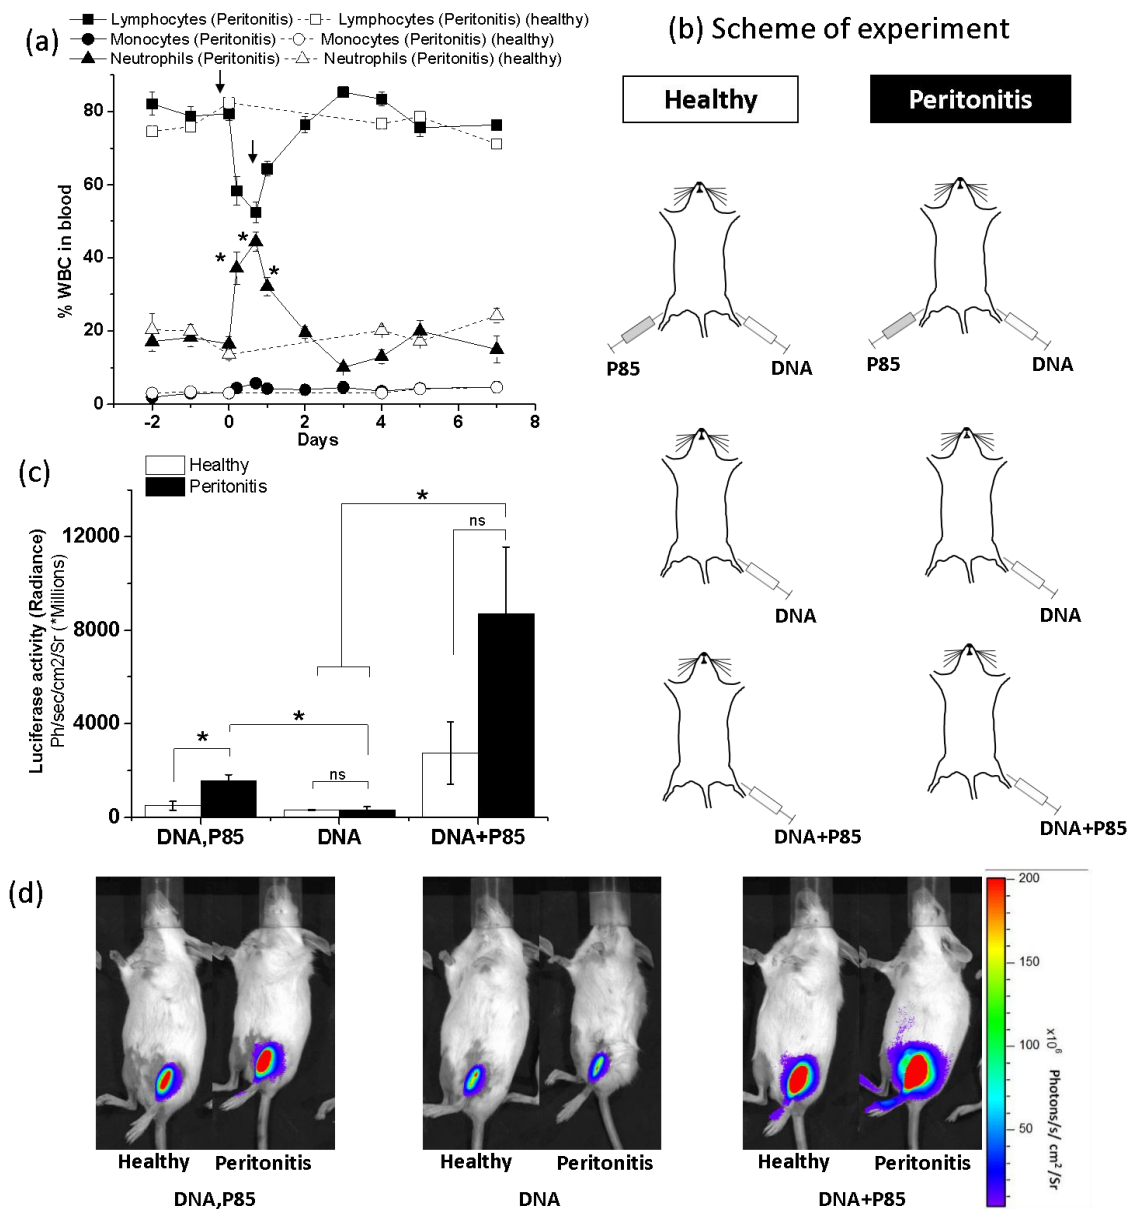 (a)
Lymphocytes (Peritonitis) Lymphocytes (Peritonitis) (healthy)
Monocytes (Peritonitis) Monocytes (Peritonitis) (healthy)
Neutrophils (Peritonitis) Neutrophils (Peritonitis) (healthy)
% WBC in blood
80
60
40
20
0
* * *
-2 0 2 4 6 8
Days
(b) Scheme of experiment
Healthy Peritonitis
P85 DNA P85 DNA
DNA DNA
DNA+P85 DNA+P85
(c)
Healthy
Peritonitis
Luciferase activity (Radiance)
Ph/sec/cm2/Sr (*Millions)
12000
8000
4000
0
*
ns
*
*
ns
DNA,P85 DNA DNA+P85
(d)
200
150
100
50
x10⁶ Photons/s/ cm² /Sr
Healthy Peritonitis Healthy Peritonitis Healthy Peritonitis
DNA,P85 DNA DNA+P85